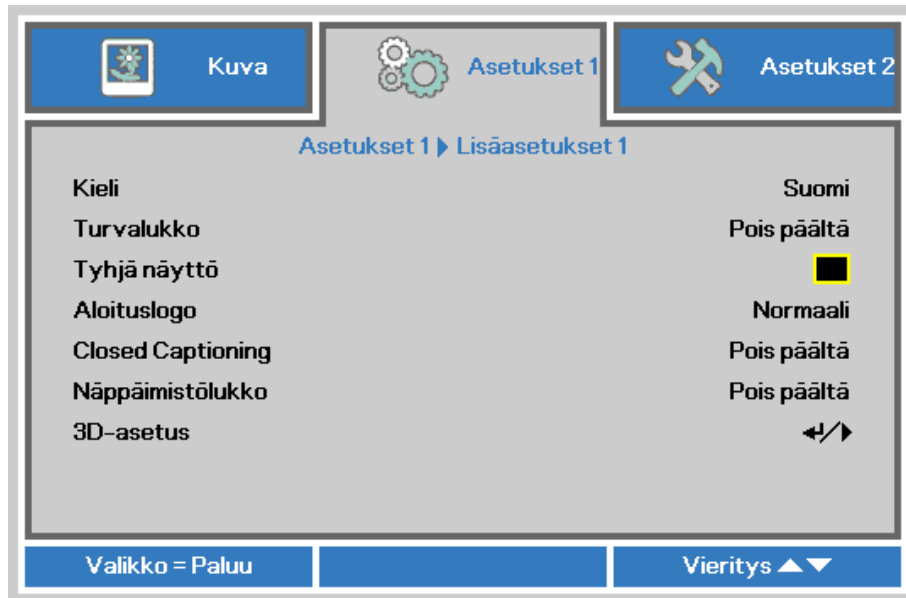 Kuva
Asetukset 1
Asetukset 2
Asetukset 1 ▶ Lisäasetukset 1
Kieli Suomi
Turvalukko Pois päältä
Tyhjä näyttö
Aloituslogo Normaali
Closed Captioning Pois päältä
Näppäimistölukko Pois päältä
3D-asetus ↵/▶
Valikko = Paluu
Vieritys ▲▼